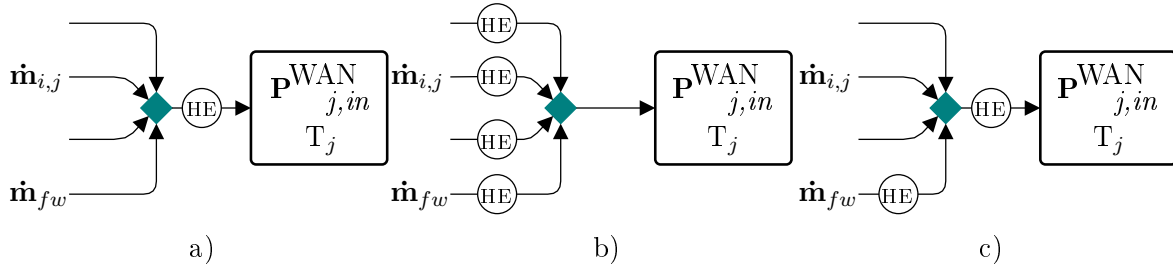 HE
HE
ṁ_{i,j} HE P^{WAN}_{j,in} T_j
ṁ_{i,j} HE P^{WAN}_{j,in} T_j
ṁ_{i,j} HE P^{WAN}_{j,in} T_j
ṁ_{fw}
HE
ṁ_{fw} HE
ṁ_{fw} HE
a) b) c)